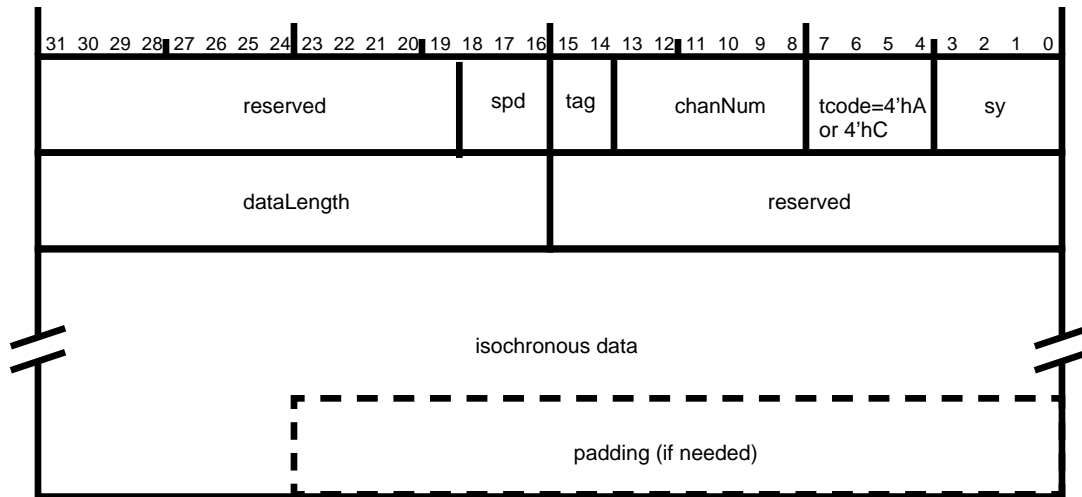 31 30 29 28 27 26 25 24 23 22 21 20 19 18 17 16 15 14 13 12 11 10 9 8 7 6 5 4 3 2 1 0
reserved spd tag chanNum tcode=4'hA sy
or 4'hC
dataLength reserved
isochronous data
padding (if needed)